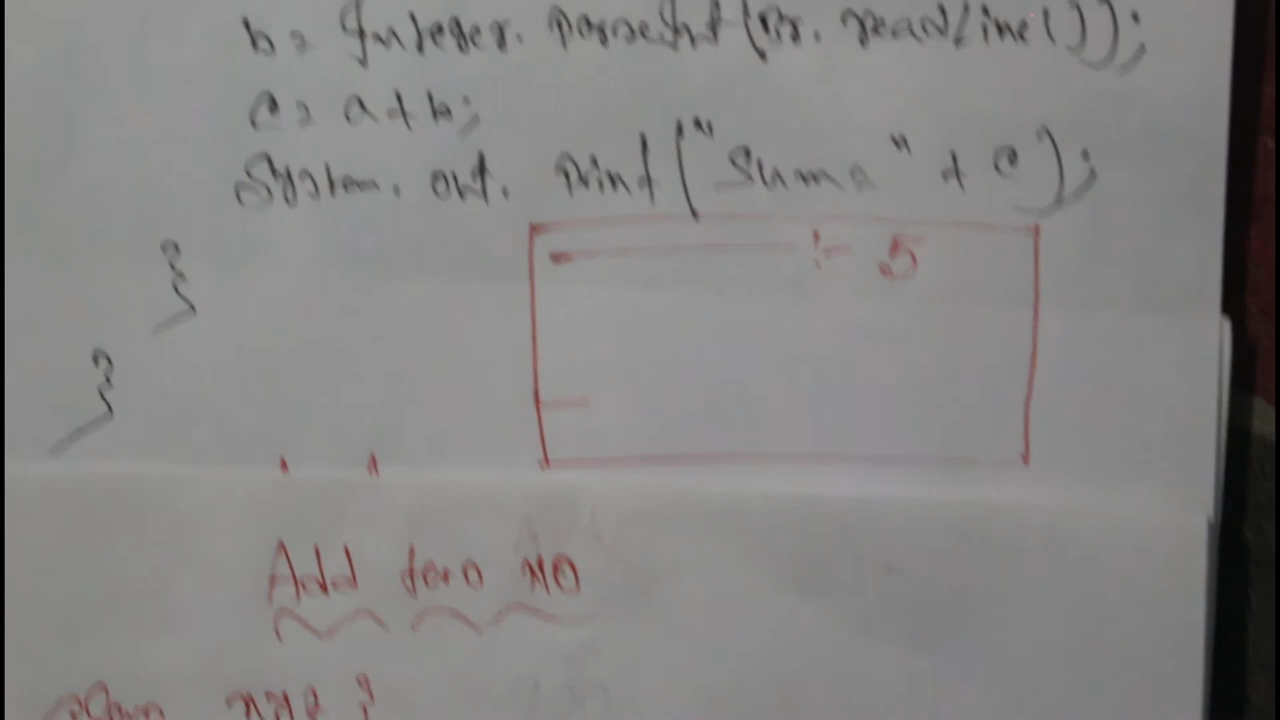 b = Integer. parseInt (br. readLine());
c = a + b;
System. out. print ("Sum = " + c);
:- 5
}
}
Add two NO